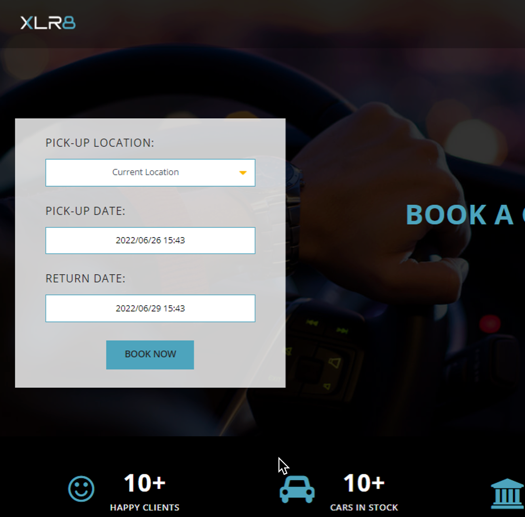 XLR8
PICK-UP LOCATION:
Current Location
PICK-UP DATE:
2022/06/26 15:43
RETURN DATE:
2022/06/29 15:43
BOOK NOW
BOOK A
10+
HAPPY CLIENTS
10+
CARS IN STOCK